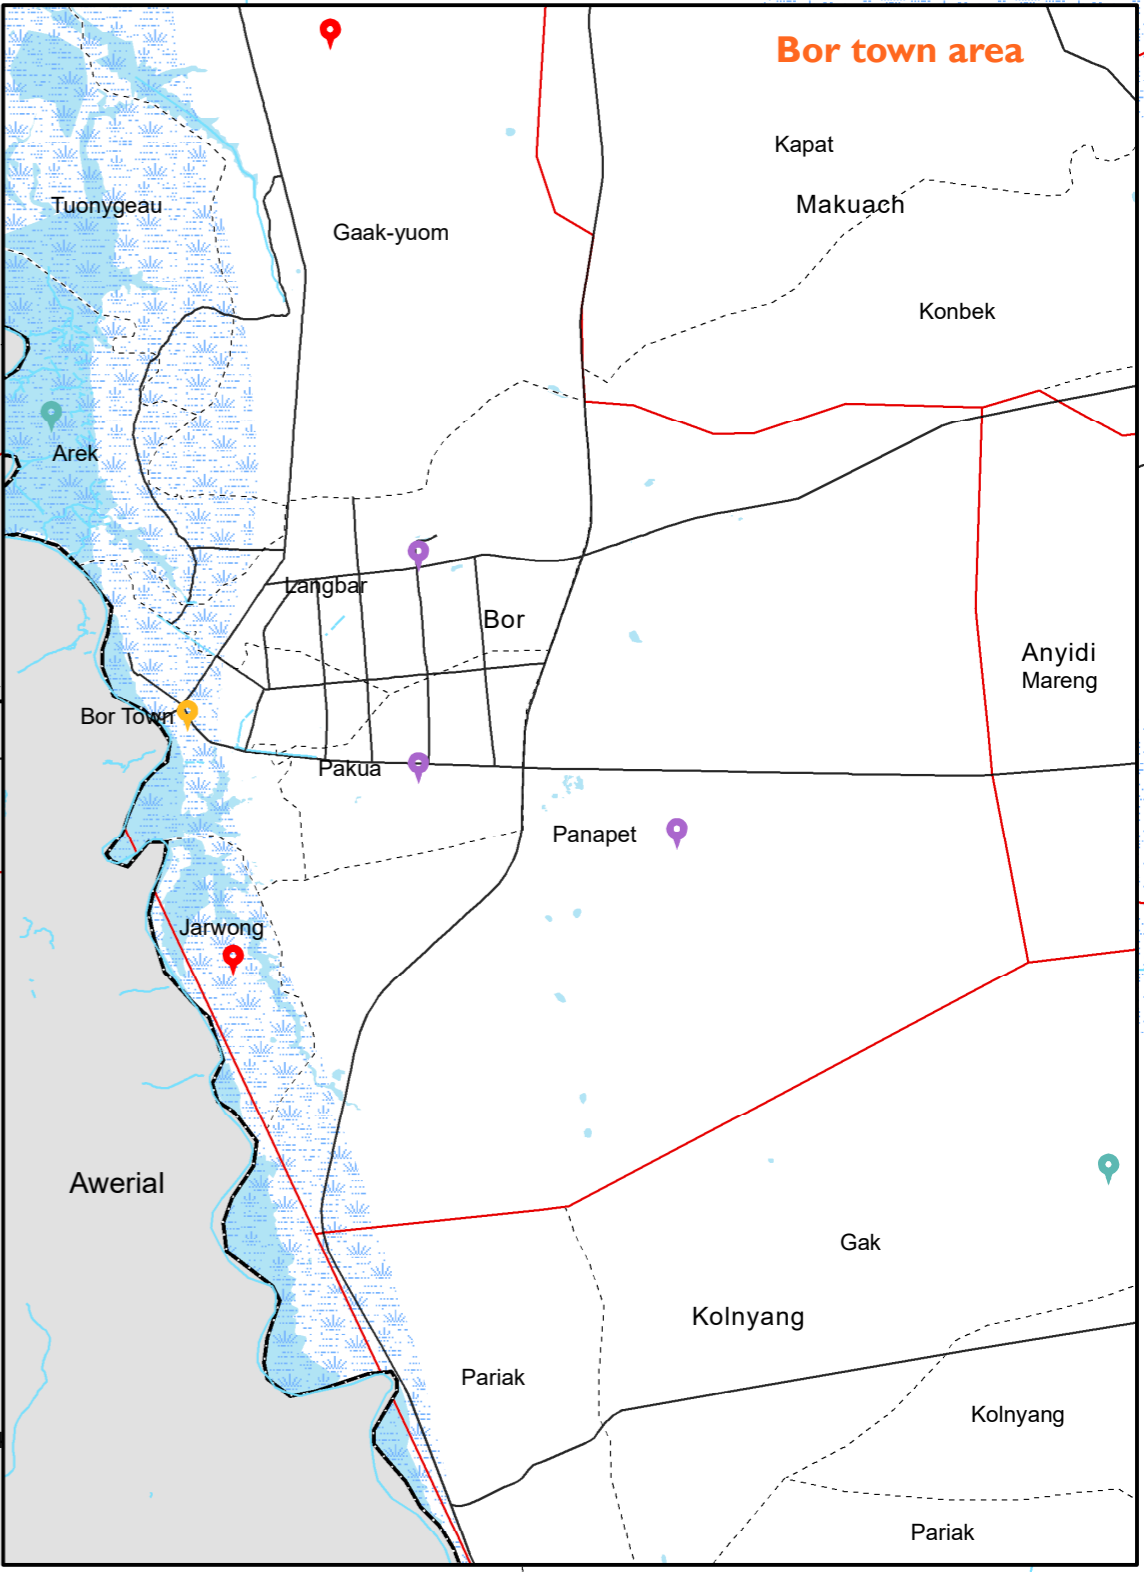 Bor town area
Kapat
Makuach
Tuonygeau
Gaak-yuom
Konbek
Arek
Langbar
Bor
Anyidi
Mareng
Bor Town
Pakua
Panapet
Jarwong
Awerial
Gak
Kolnyang
Pariak
Kolnyang
Pariak